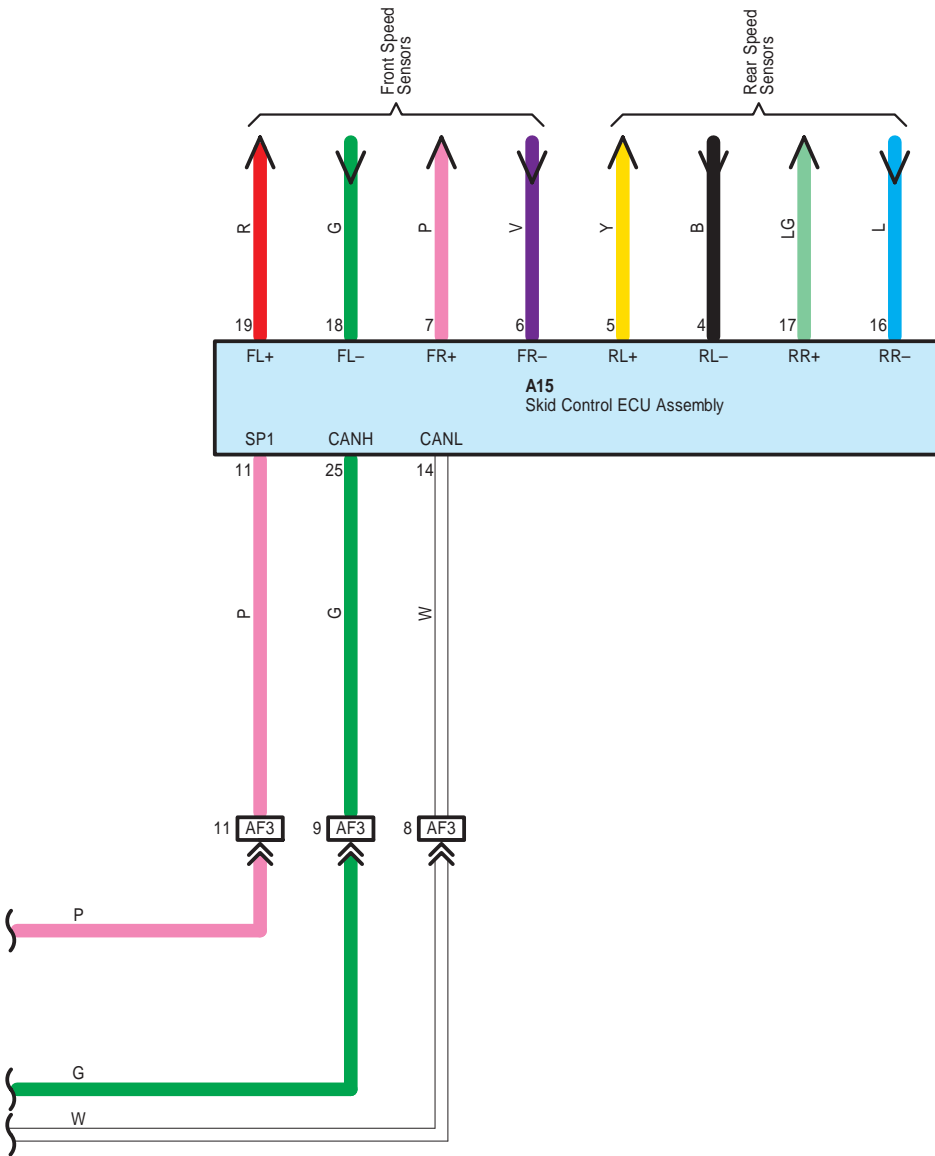 Front Speed
Sensors
Rear Speed
Sensors
R
G
P
V
Y
B
LG
L
19
18
7
6
5
4
17
16
FL+
FL–
FR+
FR–
RL+
RL–
RR+
RR–
A15
Skid Control ECU Assembly
SP1
CANH
CANL
11
25
14
P
G
W
11 AF3
9 AF3
8 AF3
P
G
W